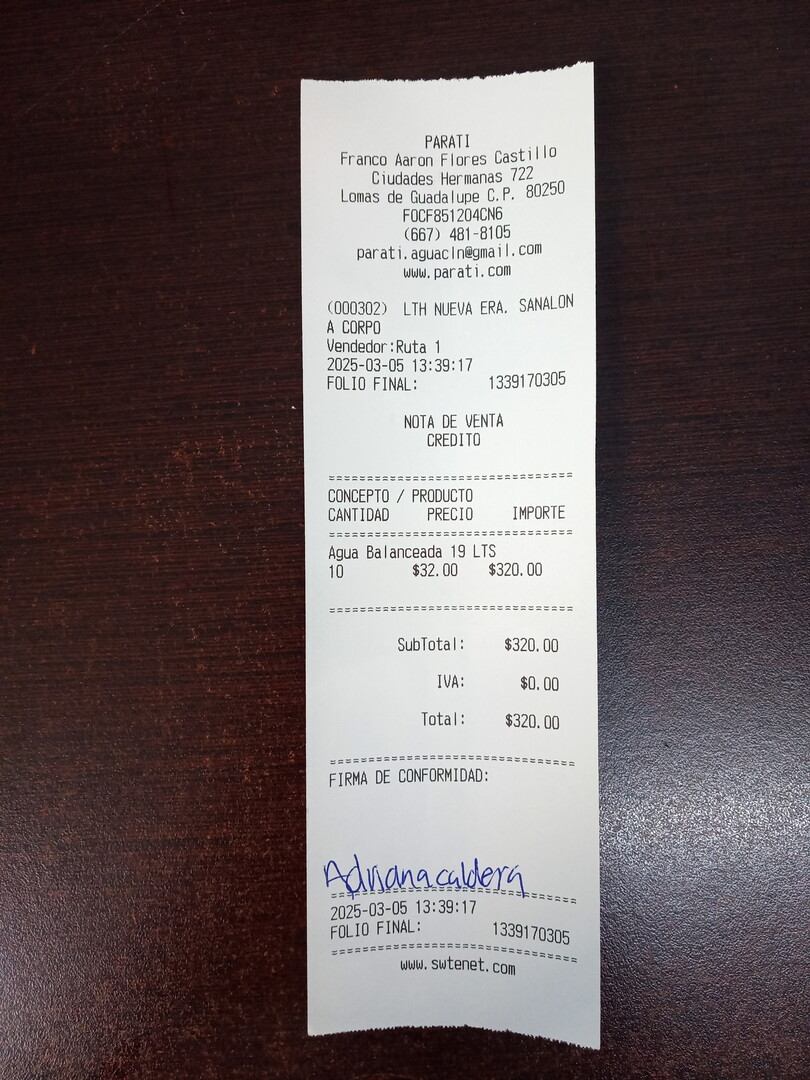 PARATI
Franco Aaron Flores Castillo
Ciudades Hermanas 722
Lomas de Guadalupe C.P. 80250
FOCF851204CN6
(667) 481-8105
parati.aguacln@gmail.com
www.parati.com
(000302) LTH NUEVA ERA. SANALON
A CORPO
Vendedor:Ruta 1
2025-03-05 13:39:17
FOLIO FINAL: 1339170305
NOTA DE VENTA
CREDITO
================================
CONCEPTO / PRODUCTO
CANTIDAD PRECIO IMPORTE
================================
Agua Balanceada 19 LTS
10 $32.00 $320.00
================================
SubTotal: $320.00
IVA: $0.00
Total: $320.00
================================
FIRMA DE CONFORMIDAD:
Adriana caldera
================================
2025-03-05 13:39:17
FOLIO FINAL: 1339170305
================================
www.swtenet.com